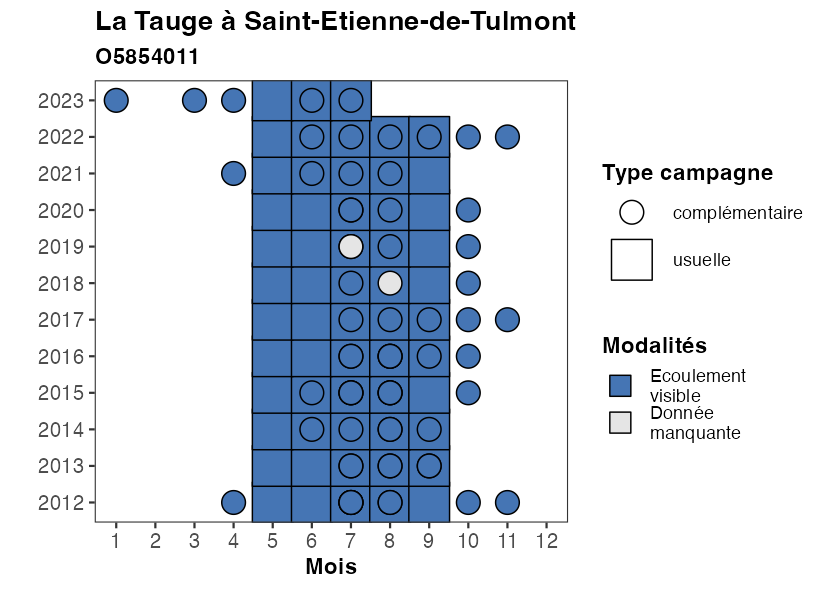 La Tauge à Saint-Etienne-de-Tulmont
O5854011
2023
2022
2021
2020
2019
2018
2017
2016
2015
2014
2013
2012
1 2 3 4 5 6 7 8 9 10 11 12
Mois
Type campagne
complémentaire
usuelle
Modalités
Ecoulement
visible
Donnée
manquante